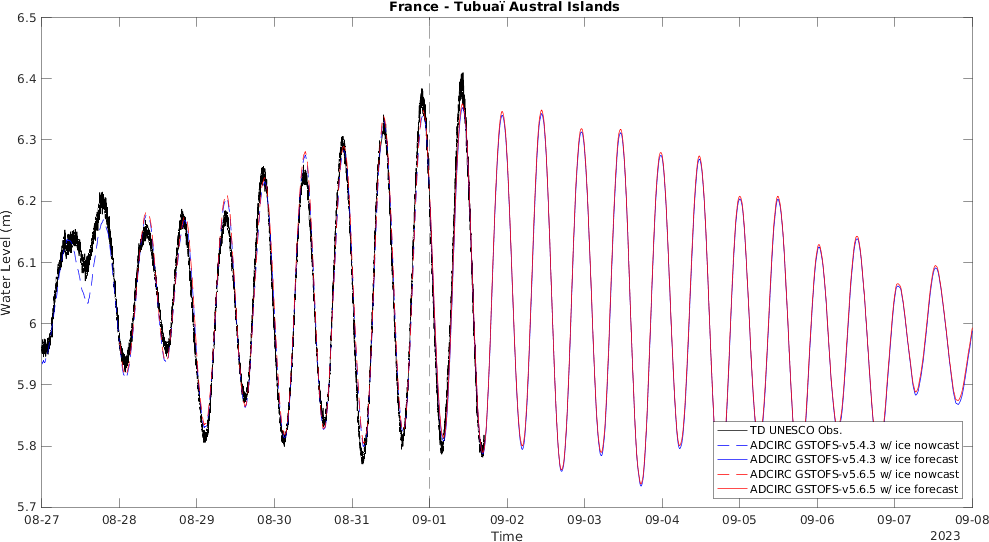 France - Tubuaï Austral Islands
6.5
6.4
6.3
6.2
6.1
6
5.9
5.8
5.7
Water Level (m)
TD UNESCO Obs.
ADCIRC GSTOFS-v5.4.3 w/ ice nowcast
ADCIRC GSTOFS-v5.4.3 w/ ice forecast
ADCIRC GSTOFS-v5.6.5 w/ ice nowcast
ADCIRC GSTOFS-v5.6.5 w/ ice forecast
08-27 08-28 08-29 08-30 08-31 09-01 09-02 09-03 09-04 09-05 09-06 09-07 09-08
Time
2023